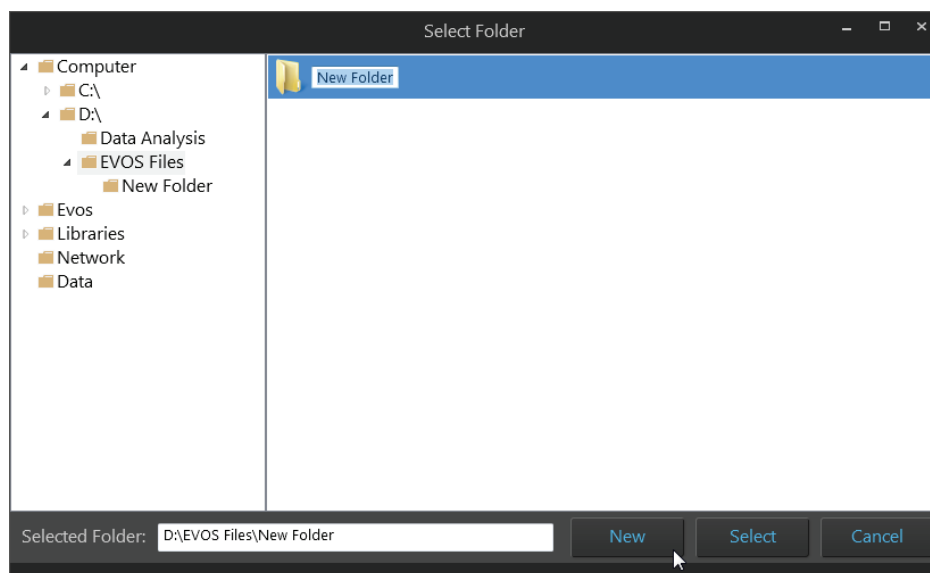 Select Folder
Computer
New Folder
C:\
D:\
Data Analysis
EVOS Files
New Folder
Evos
Libraries
Network
Data
Selected Folder: D:\EVOS Files\New Folder New Select Cancel